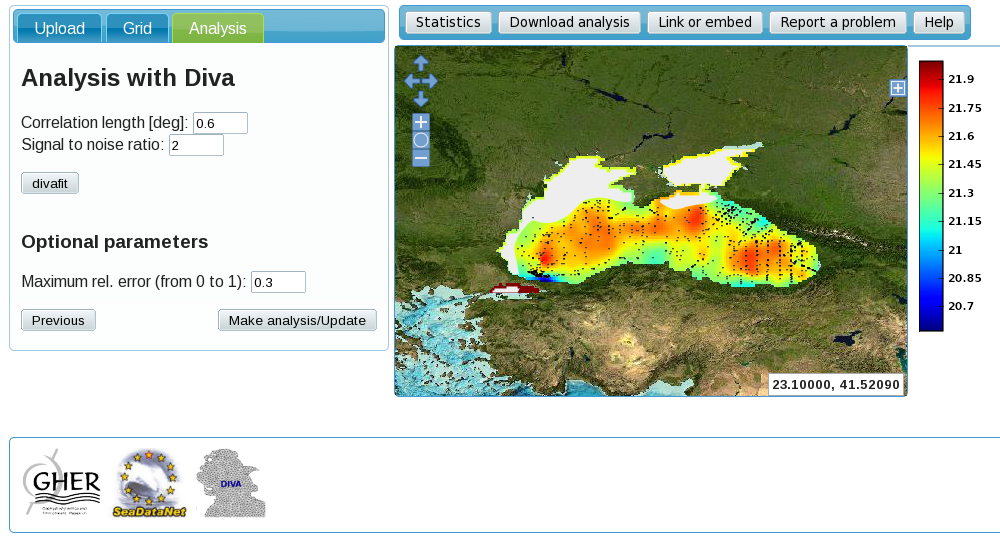 Upload Grid Analysis
Statistics Download analysis Link or embed Report a problem Help
Analysis with Diva
Correlation length [deg]: 0.6
Signal to noise ratio: 2
divafit
Optional parameters
Maximum rel. error (from 0 to 1): 0.3
Previous Make analysis/Update
21.9
21.75
21.6
21.45
21.3
21.15
21
20.85
20.7
23.10000, 41.52090
GHER
SeaDataNet
DIVA